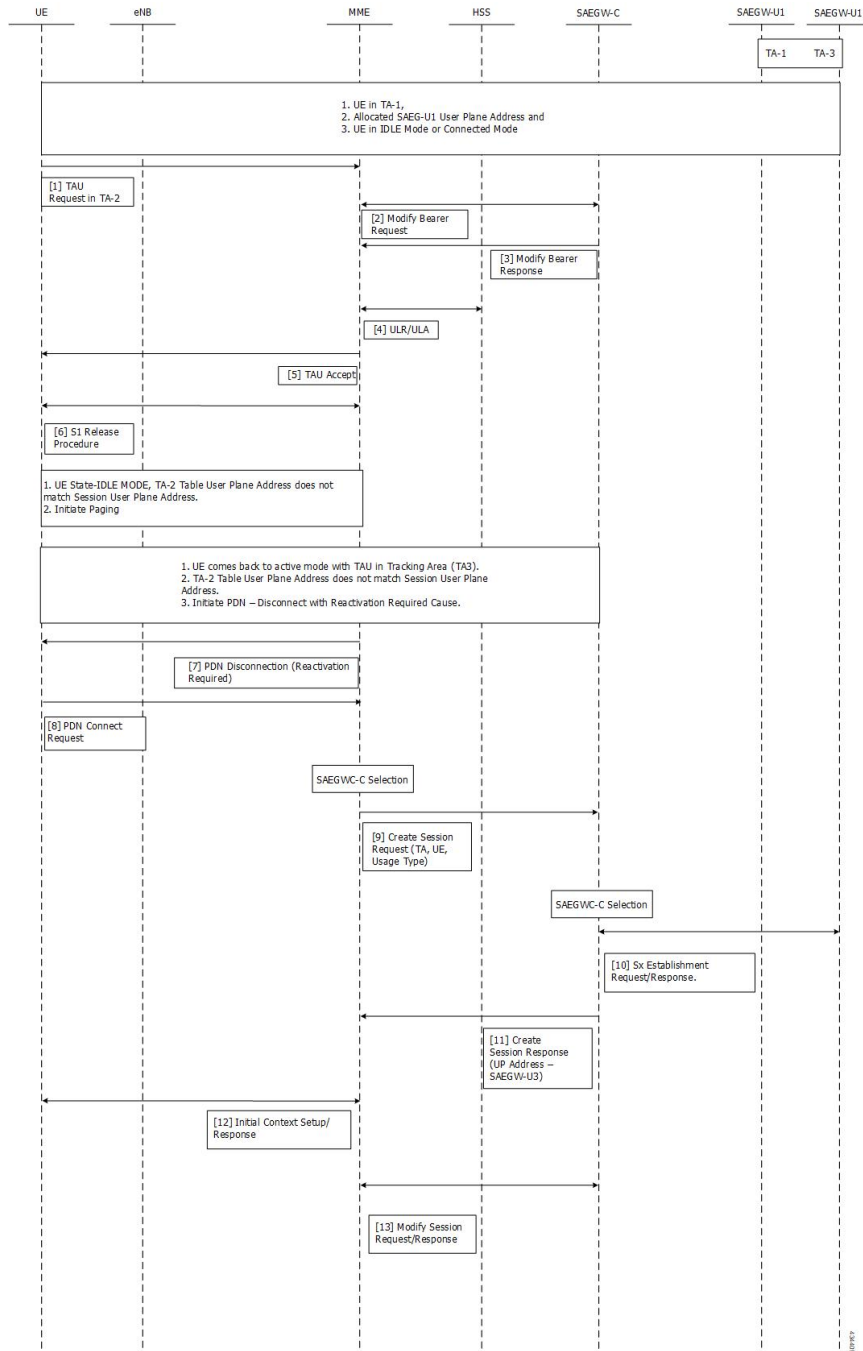 UE eNB MME HSS SAEGW-C SAEGW-U1 SAEGW-U1
TA-1 TA-3
1. UE in TA-1,
2. Allocated SAEG-U1 User Plane Address and
3. UE in IDLE Mode or Connected Mode
[1] TAU
Request in TA-2
[2] Modify Bearer
Request
[3] Modify Bearer
Response
[4] ULR/ULA
[5] TAU Accept
[6] S1 Release
Procedure
1. UE State-IDLE MODE, TA-2 Table User Plane Address does not
match Session User Plane Address.
2. Initiate Paging
1. UE comes back to active mode with TAU in Tracking Area (TA3).
2. TA-2 Table User Plane Address does not match Session User Plane
Address.
3. Initiate PDN – Disconnect with Reactivation Required Cause.
[7] PDN Disconnection (Reactivation
Required)
[8] PDN Connect
Request
SAEGWC-C Selection
[9] Create Session
Request (TA, UE,
Usage Type)
SAEGWC-C Selection
[10] Sx Establishment
Request/Response.
[11] Create
Session Response
(UP Address –
SAEGW-U3)
[12] Initial Context Setup/
Response
[13] Modify Session
Request/Response